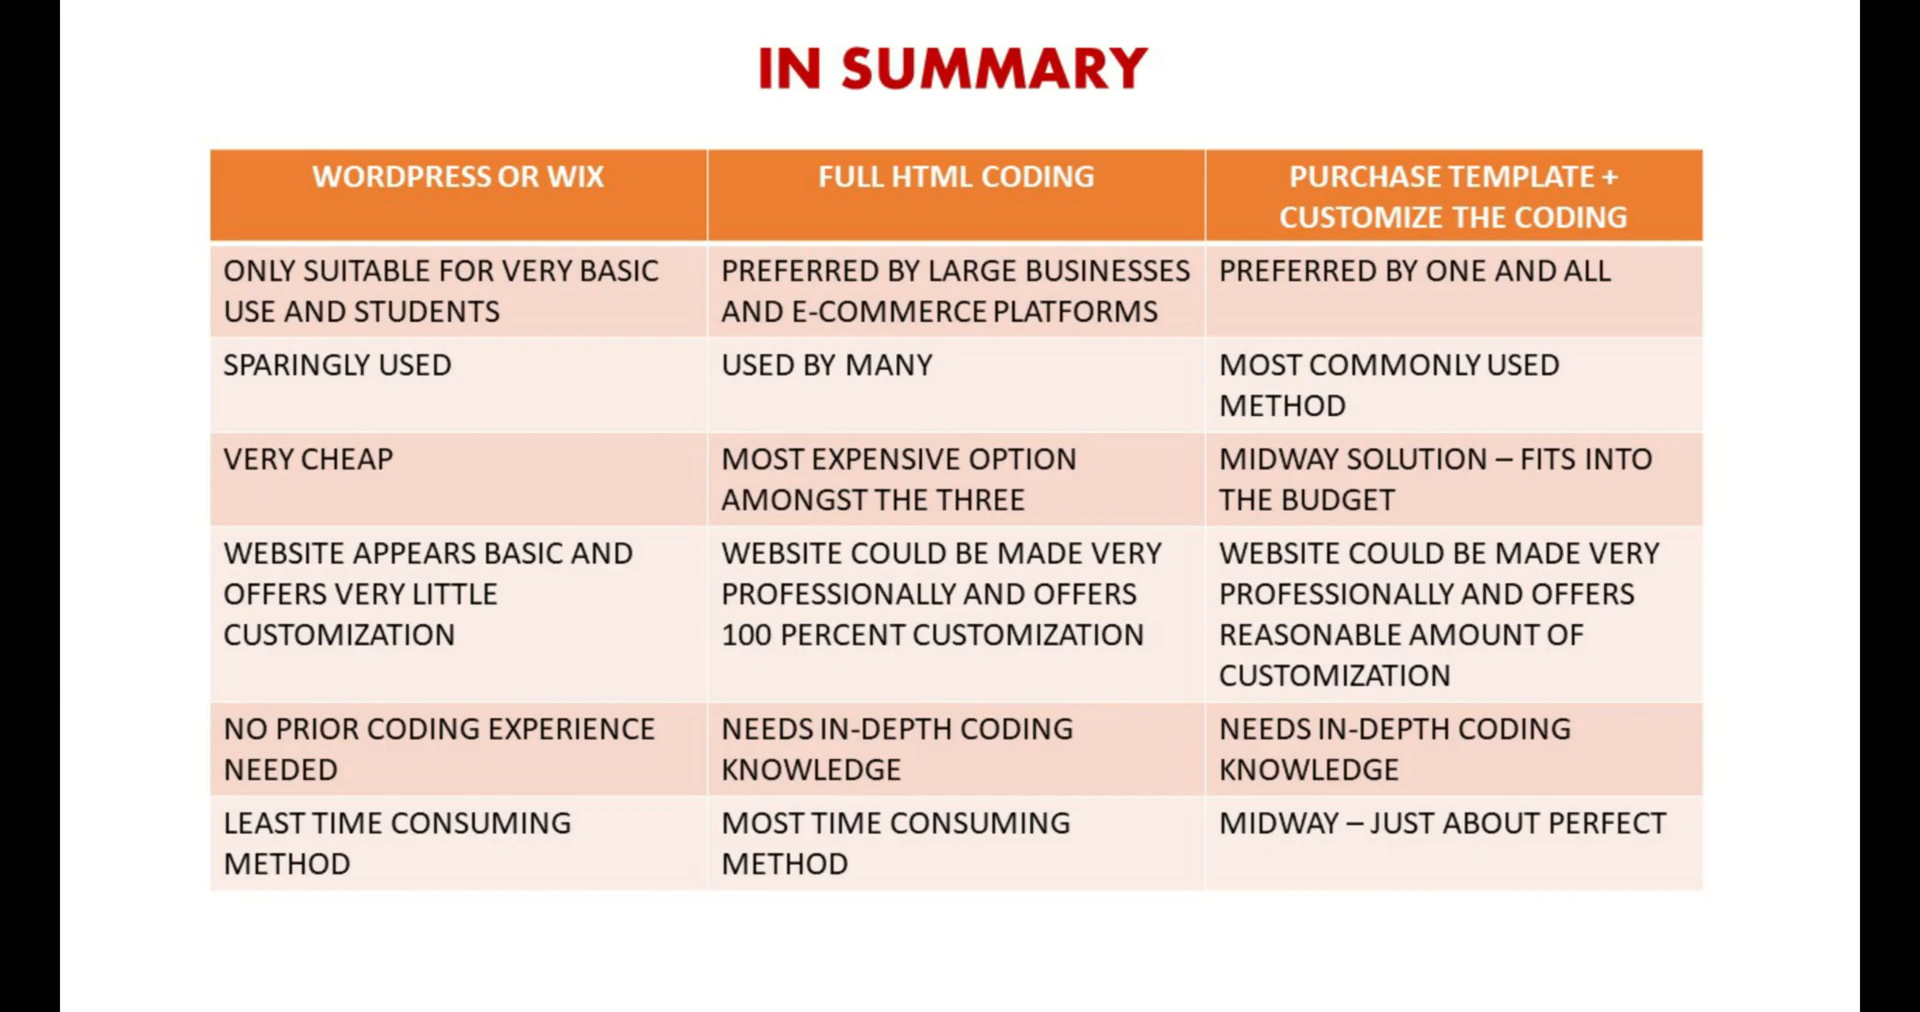 IN SUMMARY
WORDPRESS OR WIX
FULL HTML CODING
PURCHASE TEMPLATE +
CUSTOMIZE THE CODING
ONLY SUITABLE FOR VERY BASIC
USE AND STUDENTS
PREFERRED BY LARGE BUSINESSES
AND E-COMMERCE PLATFORMS
PREFERRED BY ONE AND ALL
SPARINGLY USED
USED BY MANY
MOST COMMONLY USED
METHOD
VERY CHEAP
MOST EXPENSIVE OPTION
AMONGST THE THREE
MIDWAY SOLUTION – FITS INTO
THE BUDGET
WEBSITE APPEARS BASIC AND
OFFERS VERY LITTLE
CUSTOMIZATION
WEBSITE COULD BE MADE VERY
PROFESSIONALLY AND OFFERS
100 PERCENT CUSTOMIZATION
WEBSITE COULD BE MADE VERY
PROFESSIONALLY AND OFFERS
REASONABLE AMOUNT OF
CUSTOMIZATION
NO PRIOR CODING EXPERIENCE
NEEDED
NEEDS IN-DEPTH CODING
KNOWLEDGE
NEEDS IN-DEPTH CODING
KNOWLEDGE
LEAST TIME CONSUMING
METHOD
MOST TIME CONSUMING
METHOD
MIDWAY – JUST ABOUT PERFECT